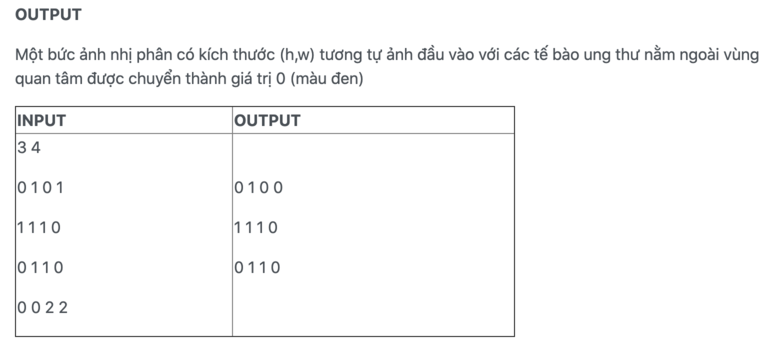 OUTPUT
Một bức ảnh nhị phân có kích thước (h,w) tương tự ảnh đầu vào với các tế bào ung thư nằm ngoài vùng
quan tâm được chuyển thành giá trị 0 (màu đen)
INPUT OUTPUT
3 4
0 1 0 1 0 1 0 0
1 1 1 0 1 1 1 0
0 1 1 0 0 1 1 0
0 0 2 2